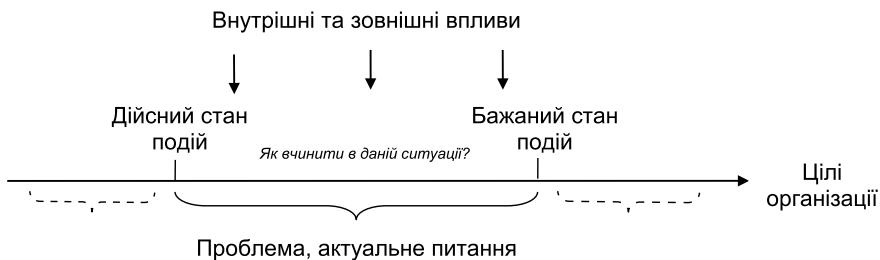 Внутрішні та зовнішні впливи
Дійсний стан
подій
Бажаний стан
подій
Як вчинити в даній ситуації?
Цілі
організації
Проблема, актуальне питання